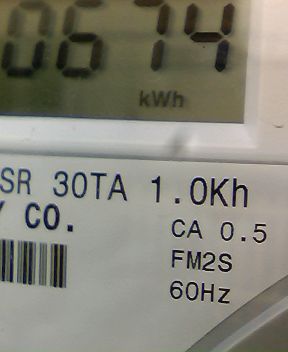 0674
kWh
SR 30TA 1.0Kh
Y CO.
CA 0.5
FM2S
60Hz